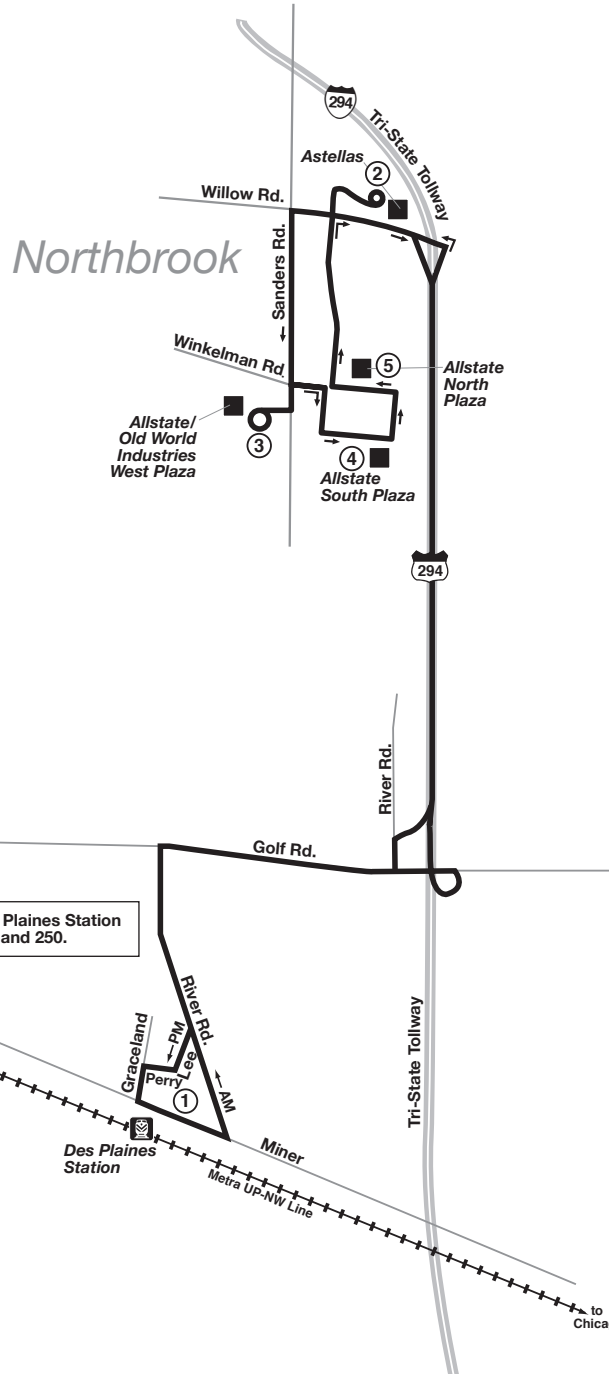 294
Tri-State Tollway
Astellas
2
Willow Rd.
Northbrook
Sanders Rd.
Winkelman Rd.
5
Allstate
North
Plaza
Allstate/
Old World
Industries
West Plaza
3
4
Allstate
South Plaza
294
River Rd.
Golf Rd.
Plaines Station
and 250.
River Rd.
Graceland
PM
Lee
Perry
AM
1
Tri-State Tollway
Des Plaines
Station
Miner
Metra UP-NW Line
to
Chica